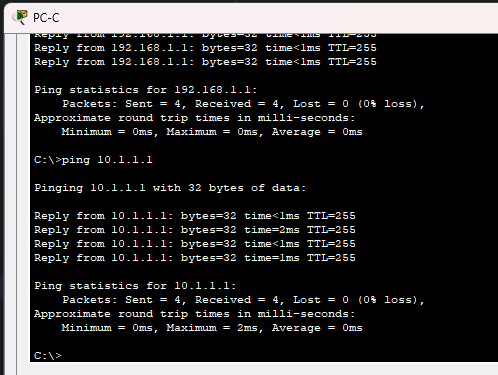 PC-C
Reply from 192.168.1.1: bytes=32 time<1ms TTL=255
Reply from 192.168.1.1: bytes=32 time<1ms TTL=255
Reply from 192.168.1.1: bytes=32 time<1ms TTL=255
Ping statistics for 192.168.1.1:
Packets: Sent = 4, Received = 4, Lost = 0 (0% loss),
Approximate round trip times in milli-seconds:
Minimum = 0ms, Maximum = 0ms, Average = 0ms
C:\>ping 10.1.1.1
Pinging 10.1.1.1 with 32 bytes of data:
Reply from 10.1.1.1: bytes=32 time<1ms TTL=255
Reply from 10.1.1.1: bytes=32 time=2ms TTL=255
Reply from 10.1.1.1: bytes=32 time<1ms TTL=255
Reply from 10.1.1.1: bytes=32 time=1ms TTL=255
Ping statistics for 10.1.1.1:
Packets: Sent = 4, Received = 4, Lost = 0 (0% loss),
Approximate round trip times in milli-seconds:
Minimum = 0ms, Maximum = 2ms, Average = 0ms
C:\>